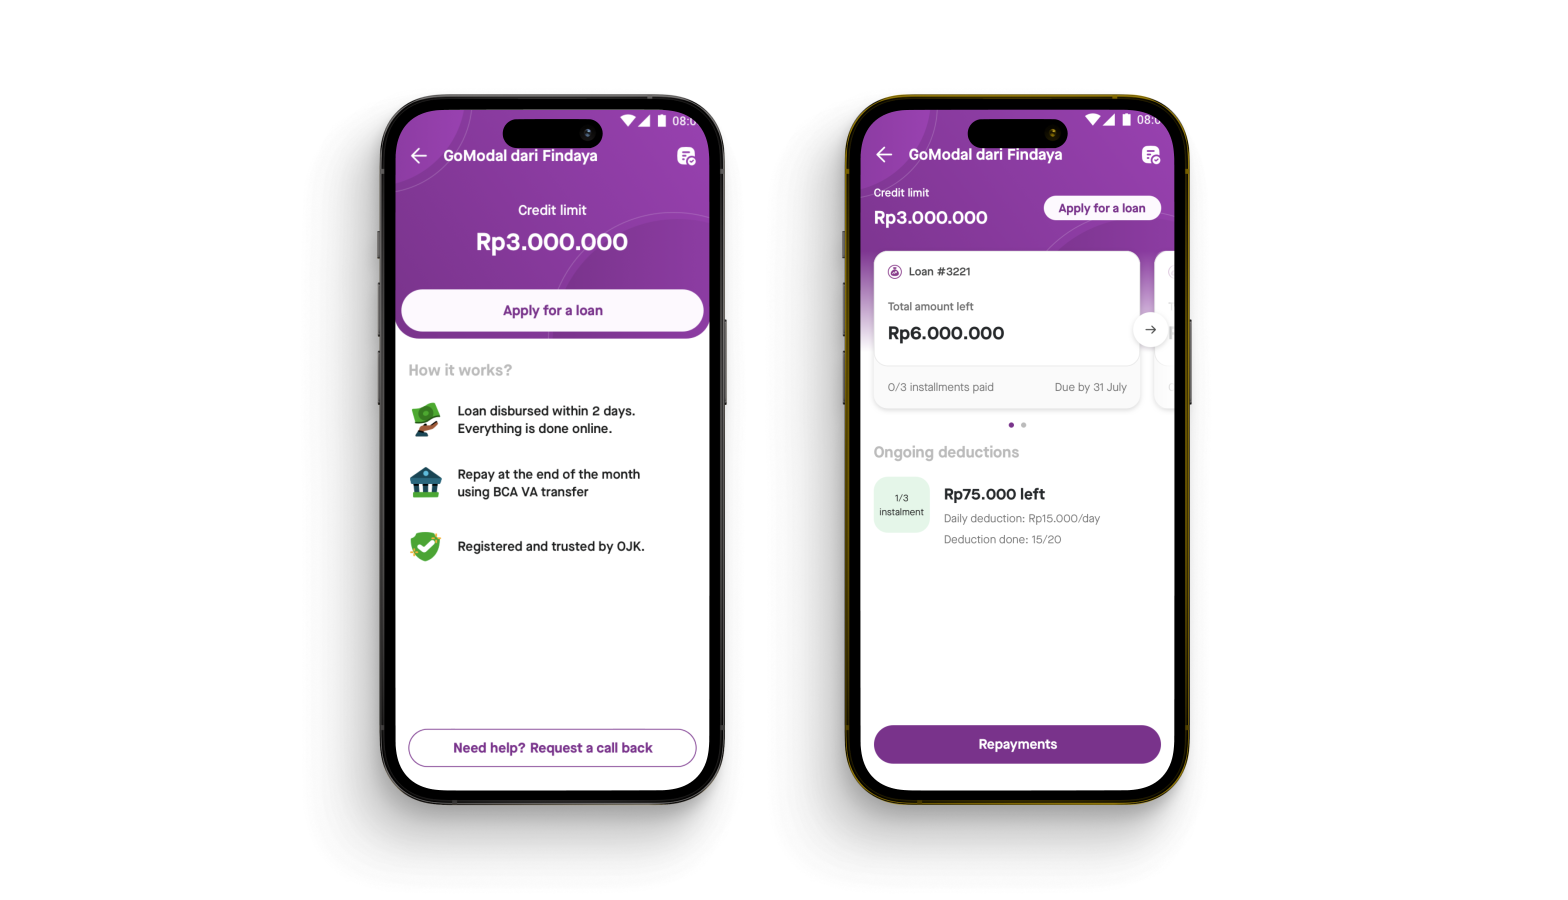 08:0
GoModal dari Findaya
Credit limit
Rp3.000.000
Apply for a loan
How it works?
Loan disbursed within 2 days.
Everything is done online.
Repay at the end of the month
using BCA VA transfer
Registered and trusted by OJK.
Need help? Request a call back
08:0
GoModal dari Findaya
Credit limit
Rp3.000.000
Apply for a loan
Loan #3221
Total amount left
Rp6.000.000
0/3 installments paid
Due by 31 July
Ongoing deductions
1/3
instalment
Rp75.000 left
Daily deduction: Rp15.000/day
Deduction done: 15/20
Repayments